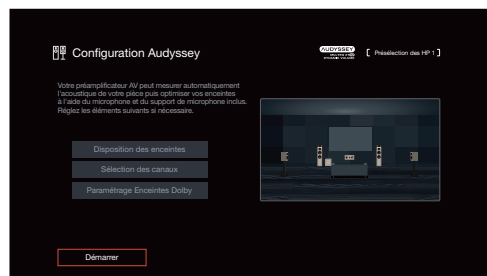 Configuration Audyssey
AUDYSSEY
[ Présélection des HP 1 ]
Votre préamplificateur AV peut mesurer automatiquement
l'acoustique de votre pièce puis optimiser vos enceintes
à l'aide du microphone et du support de microphone inclus.
Réglez les éléments suivants si nécessaire.
Disposition des enceintes
Sélection des canaux
Paramétrage Enceintes Dolby
Démarrer